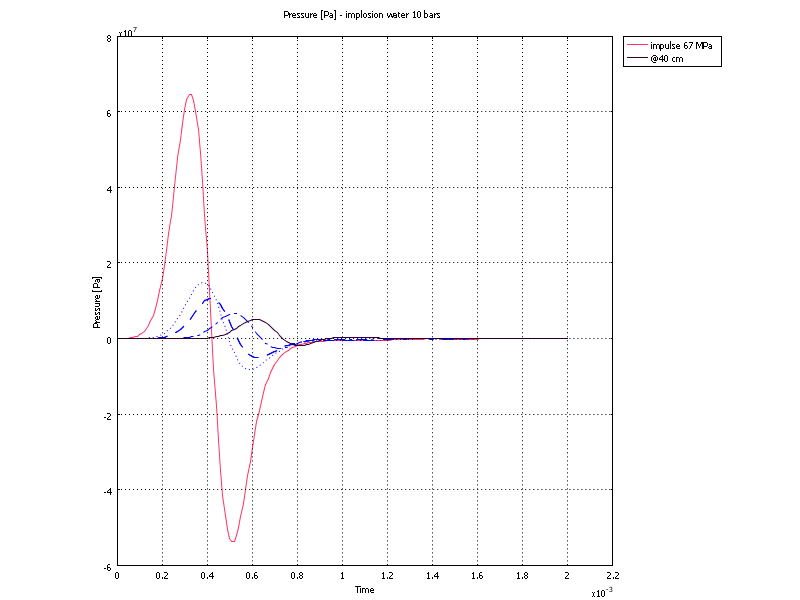 Pressure [Pa] - implosion water 10 bars
x10^7
impulse 67 MPa
@40 cm
8
6
4
2
0
-2
-4
-6
Pressure [Pa]
0 0.2 0.4 0.6 0.8 1 1.2 1.4 1.6 1.8 2 2.2
Time
x10^-3